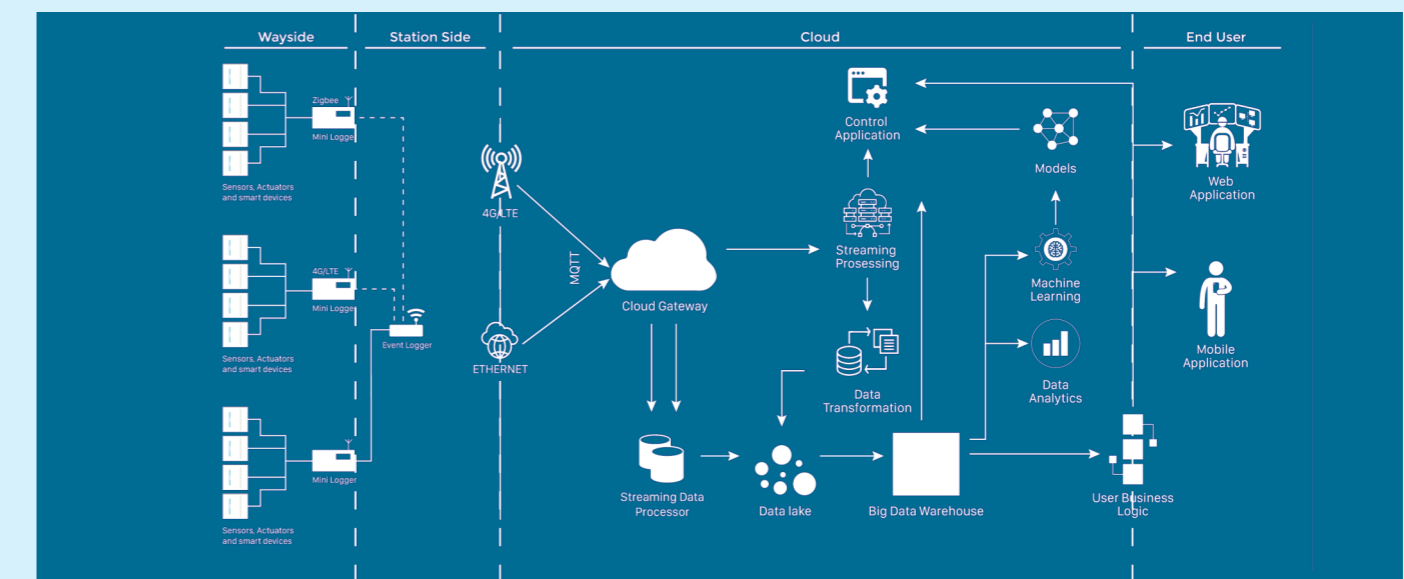 Wayside
Station Side
Cloud
End User
Zigbee
Mini Logger
Sensors, Actuators
and smart devices
4G/LTE
Mini Logger
Sensors, Actuators
and smart devices
Mini Logger
Sensors, Actuators
and smart devices
Event Logger
4G/LTE
ETHERNET
MQTT
Cloud Gateway
Control
Application
Streaming
Prosessing
Data
Transformation
Streaming Data
Processor
Data lake
Big Data Warehouse
Models
Machine
Learning
Data
Analytics
User Business
Logic
Web
Application
Mobile
Application